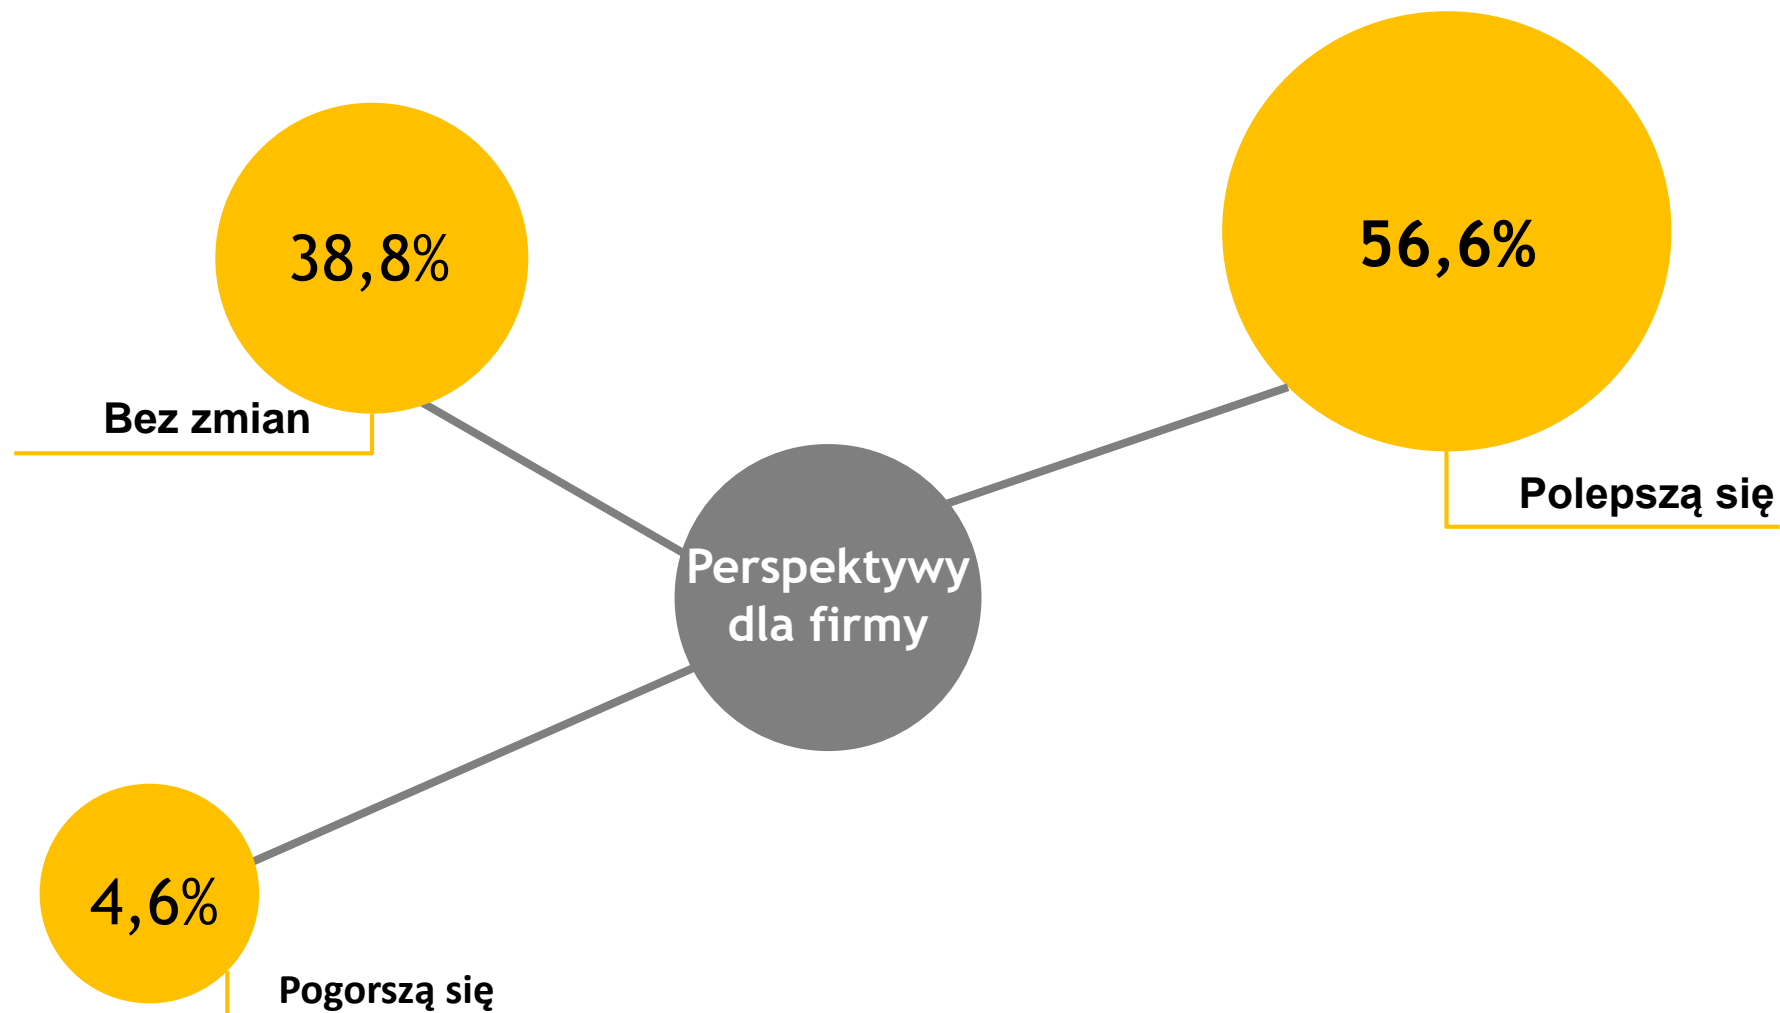 38,8%
Bez zmian
56,6%
Polepszą się
Perspektywy
dla firmy
4,6%
Pogorszą się